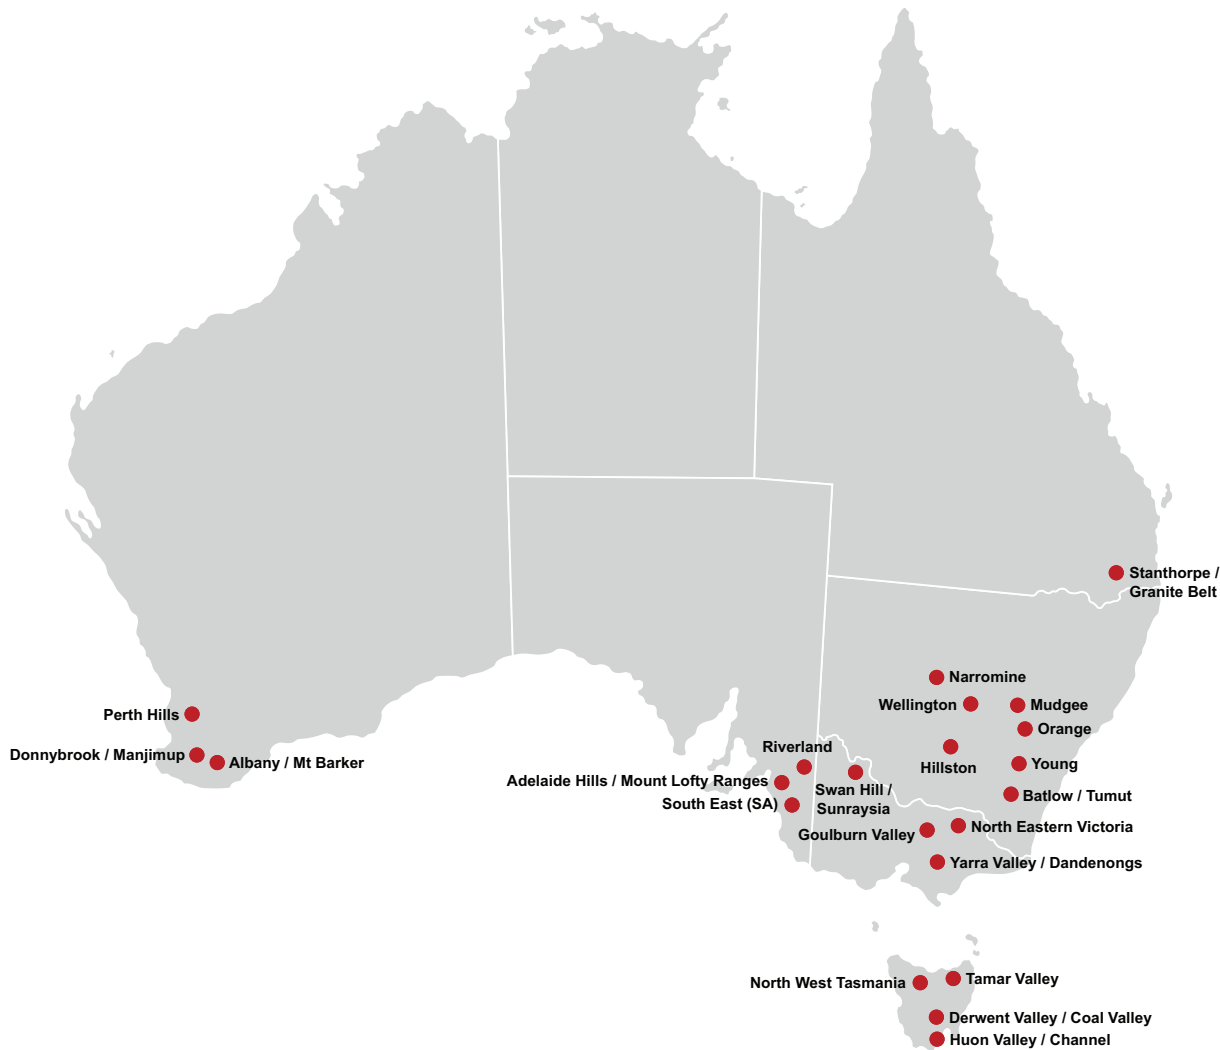 Stanthorpe /
Granite Belt
Narromine
Wellington
Mudgee
Perth Hills
Orange
Riverland
Donnybrook / Manjimup
Albany / Mt Barker
Hillston
Young
Adelaide Hills / Mount Lofty Ranges
Swan Hill /
Sunraysia
Batlow / Tumut
South East (SA)
Goulburn Valley
North Eastern Victoria
Yarra Valley / Dandenongs
North West Tasmania
Tamar Valley
Derwent Valley / Coal Valley
Huon Valley / Channel